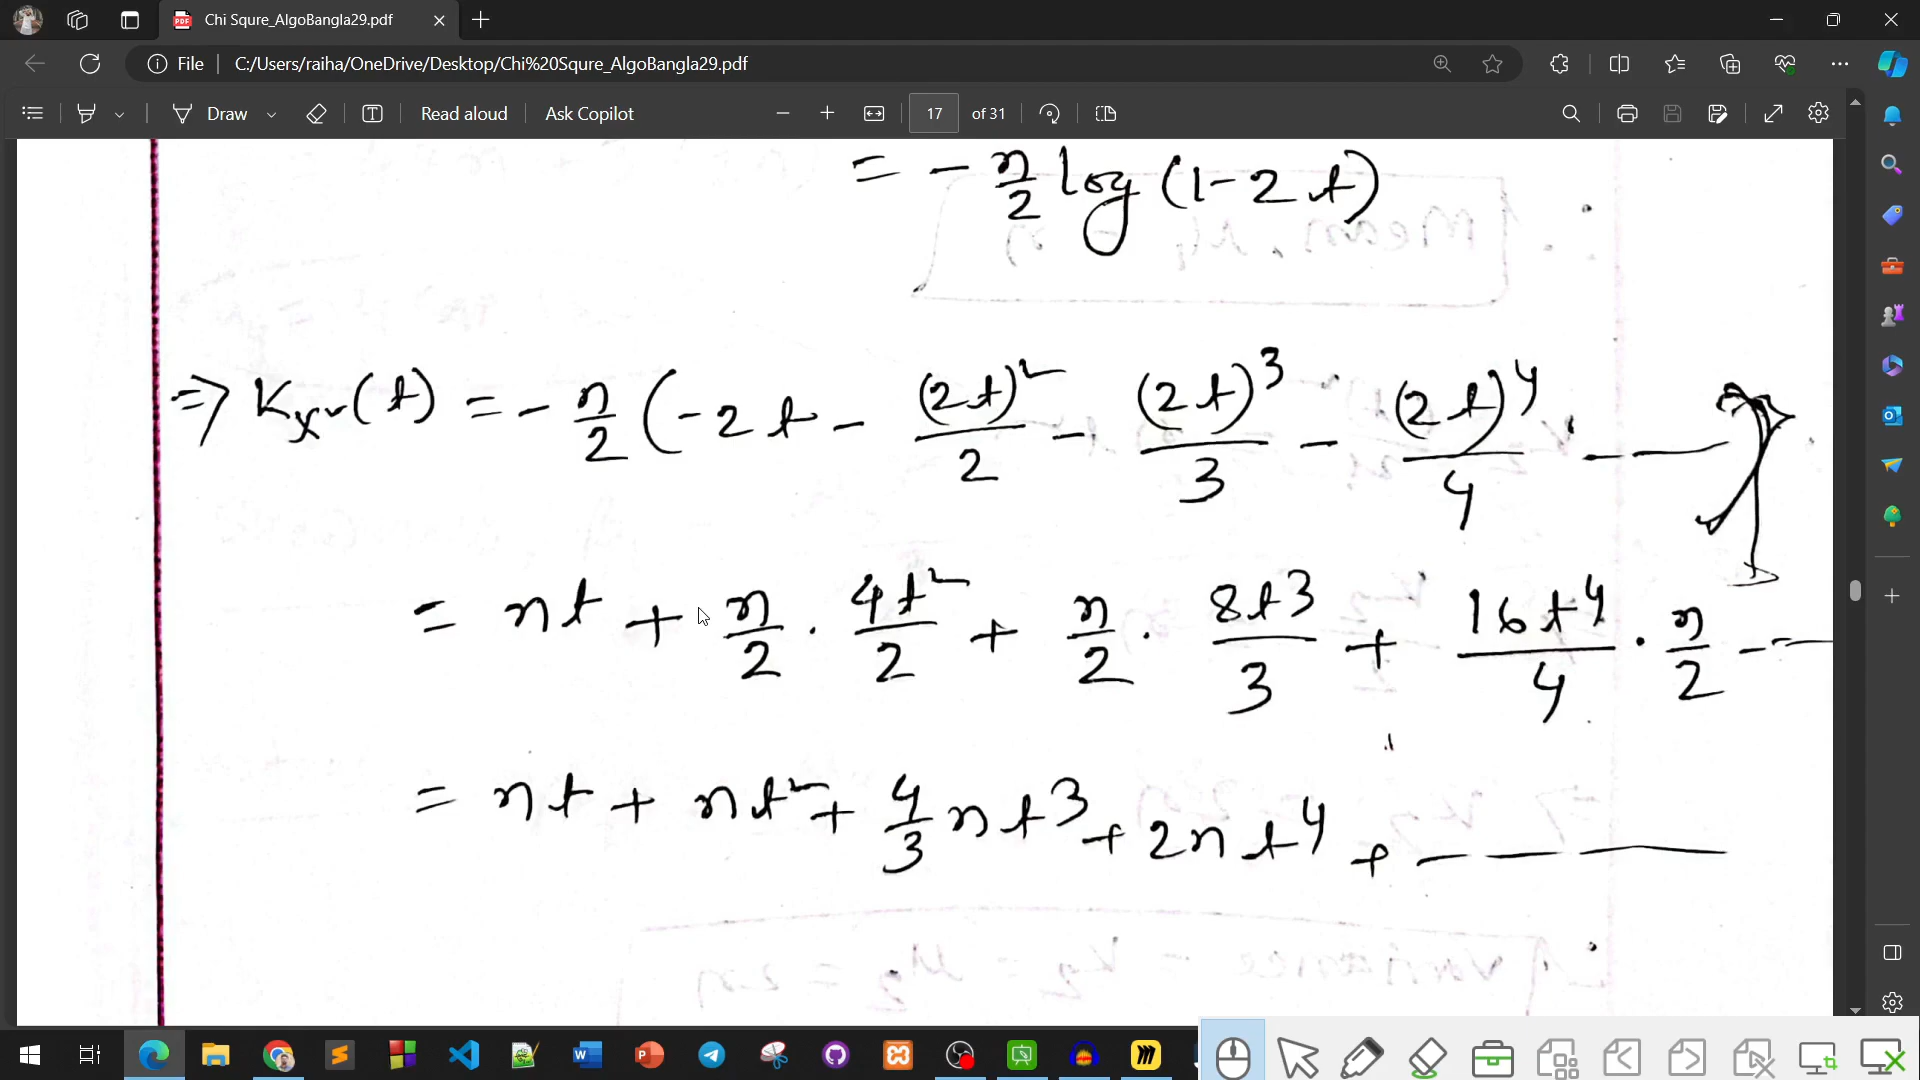 Chi Squre_AlgoBangla29.pdf
File C:/Users/raiha/OneDrive/Desktop/Chi%20Squre_AlgoBangla29.pdf
Draw Read aloud Ask Copilot 17 of 31
= - n/2 log (1-2t)
=> K_χ²(t) = - n/2 (-2t - (2t)²/2 - (2t)³/3 - (2t)⁴/4 - ——
= nt + n/2 . 4t²/2 + n/2 . 8t³/3 + 16t⁴/4 . n/2 - —
= nt + nt² + 4/3 nt³ + 2nt⁴ + - — — —